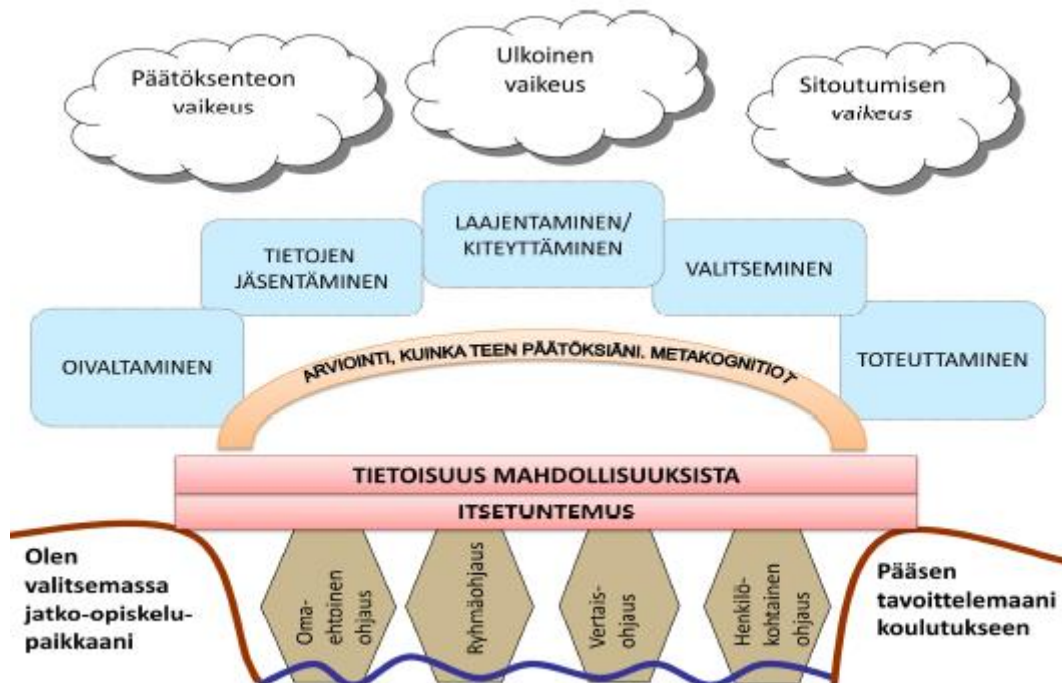 Päätöksenteon
vaikeus
Ulkoinen
vaikeus
Sitoutumisen
vaikeus
OIVALTAMINEN
TIETOJEN
JÄSENTÄMINEN
LAAJENTAMINEN/
KITEYTTÄMINEN
VALITSEMINEN
TOTEUTTAMINEN
ARVIOINTI, KUINKA TEEN PÄÄTÖKSIÄNI. METAKOGNITIOT
TIETOISUUS MAHDOLLISUUKSISTA
ITSETUNTEMUS
Olen
valitsemassa
jatko-opiskelu-
paikkaani
Oma-
ehtoinen
ohjaus
Ryhmäohjaus
Vertais-
ohjaus
Henkilö-
kohtainen
ohjaus
Pääsen
tavoittelemaani
koulutukseen